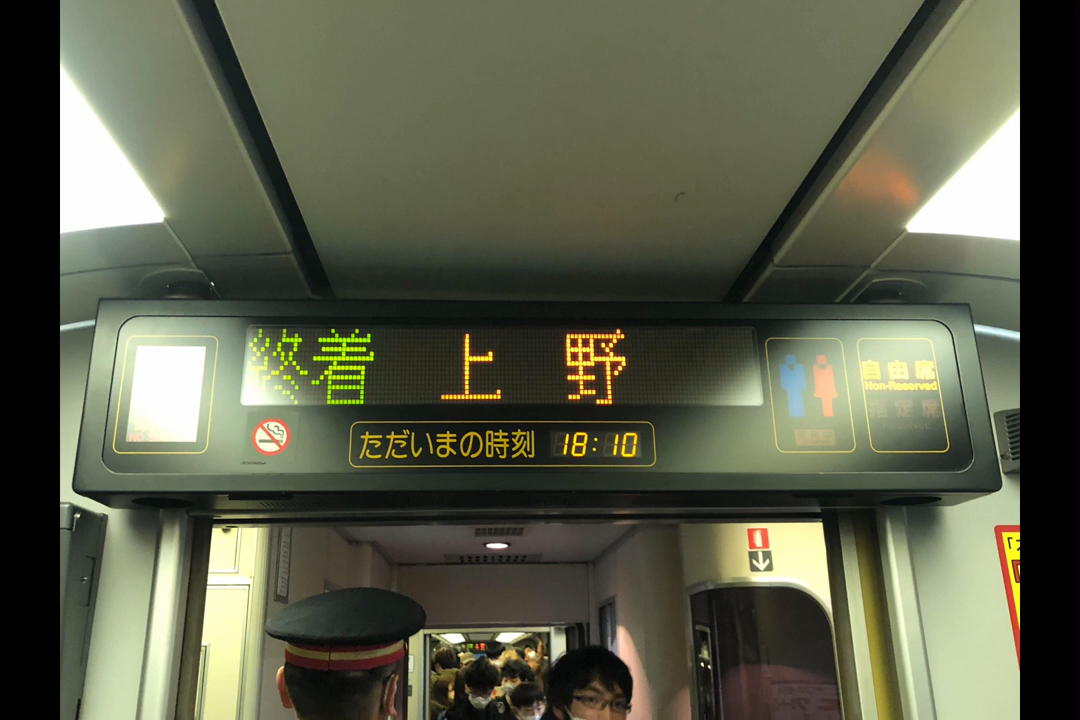 終着 上 野
自由席
Non-Reserved
指定席
ただいまの時刻 18:10